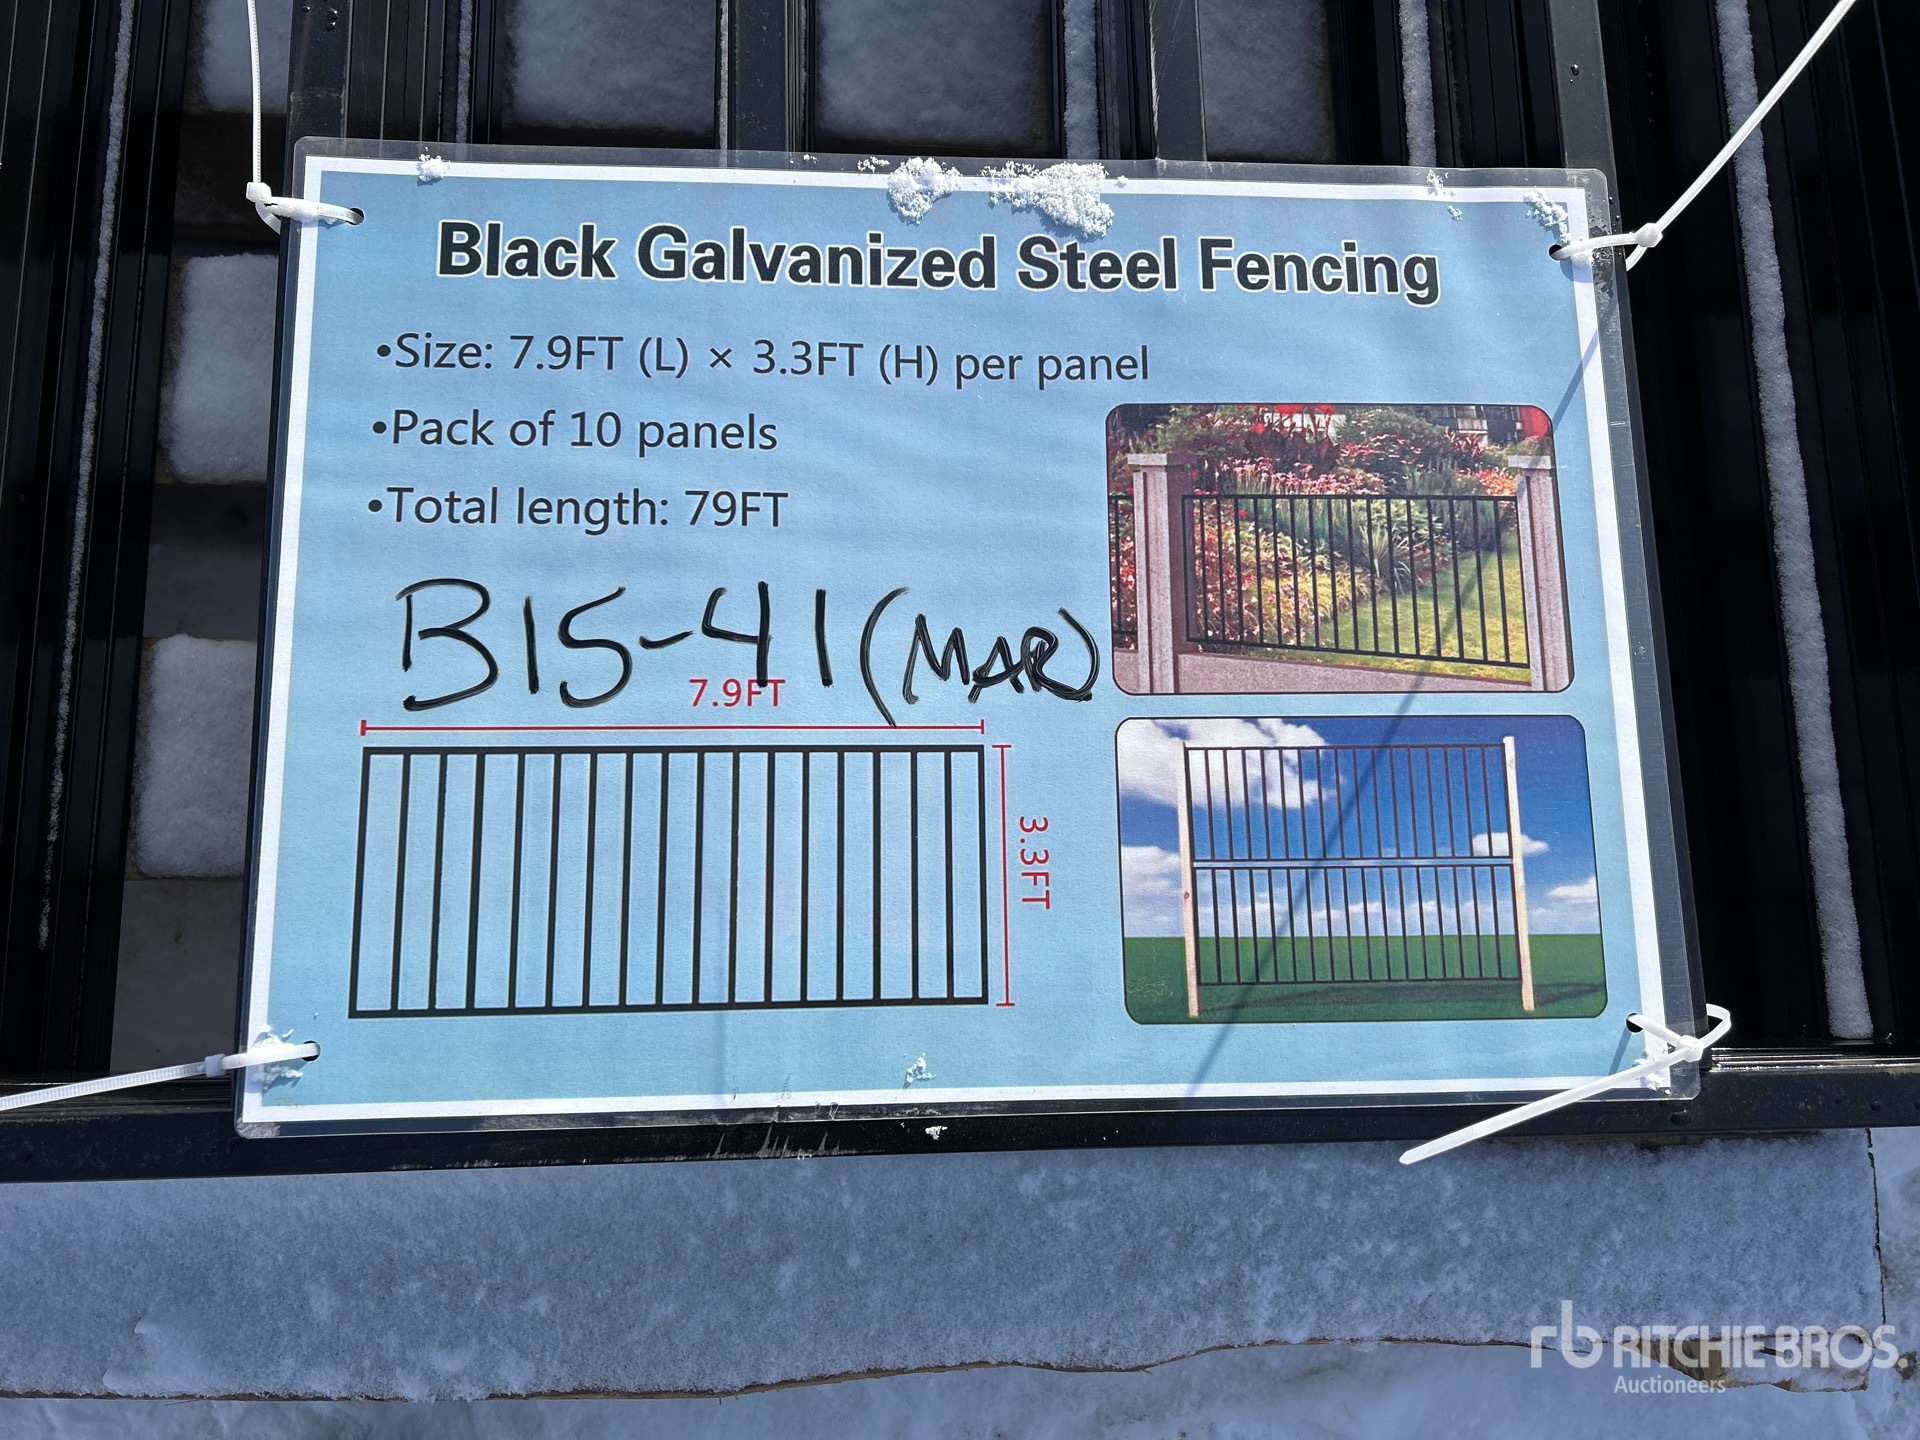 Black Galvanized Steel Fencing
•Size: 7.9FT (L) × 3.3FT (H) per panel
•Pack of 10 panels
•Total length: 79FT
B15-41 (MAR)
7.9FT
3.3FT
rb RITCHIE BROS.
Auctioneers